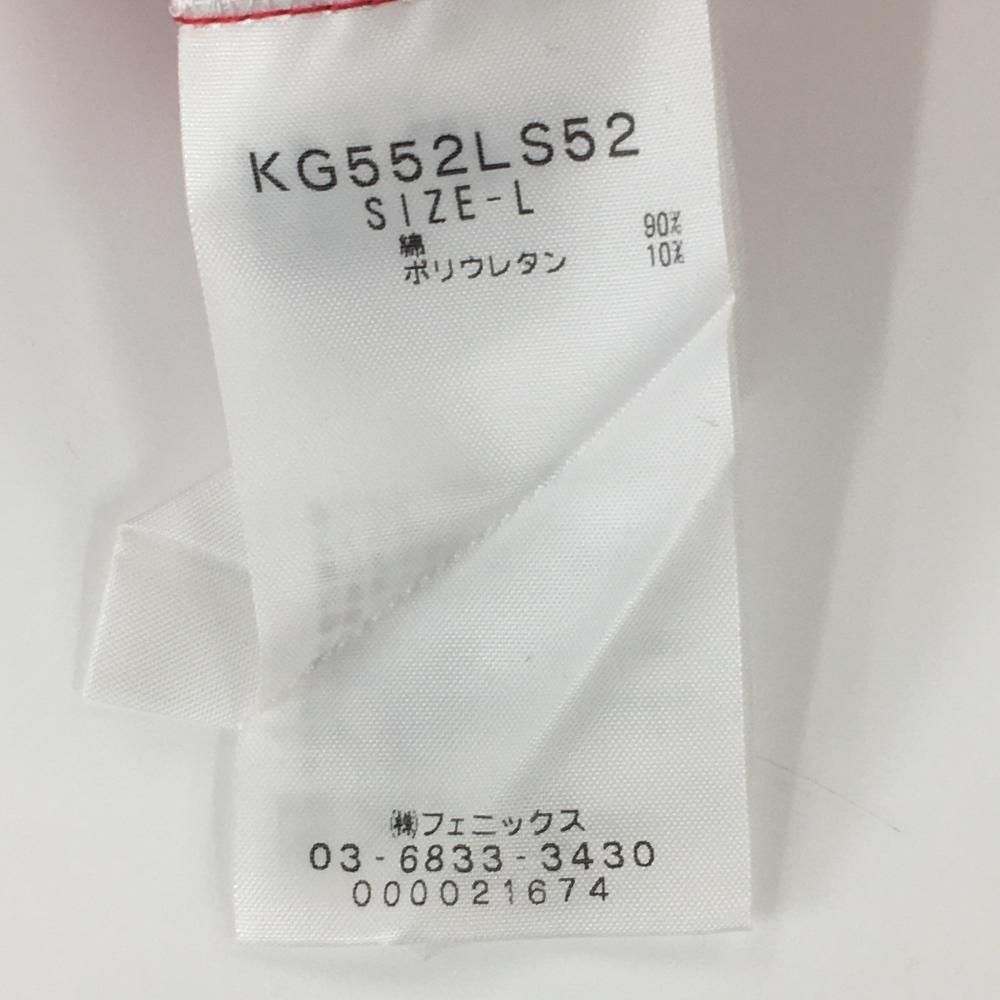 KG552LS52
SIZE-L
綿 90%
ポリウレタン 10%
㈱フェニックス
03-6833-3430
000021674